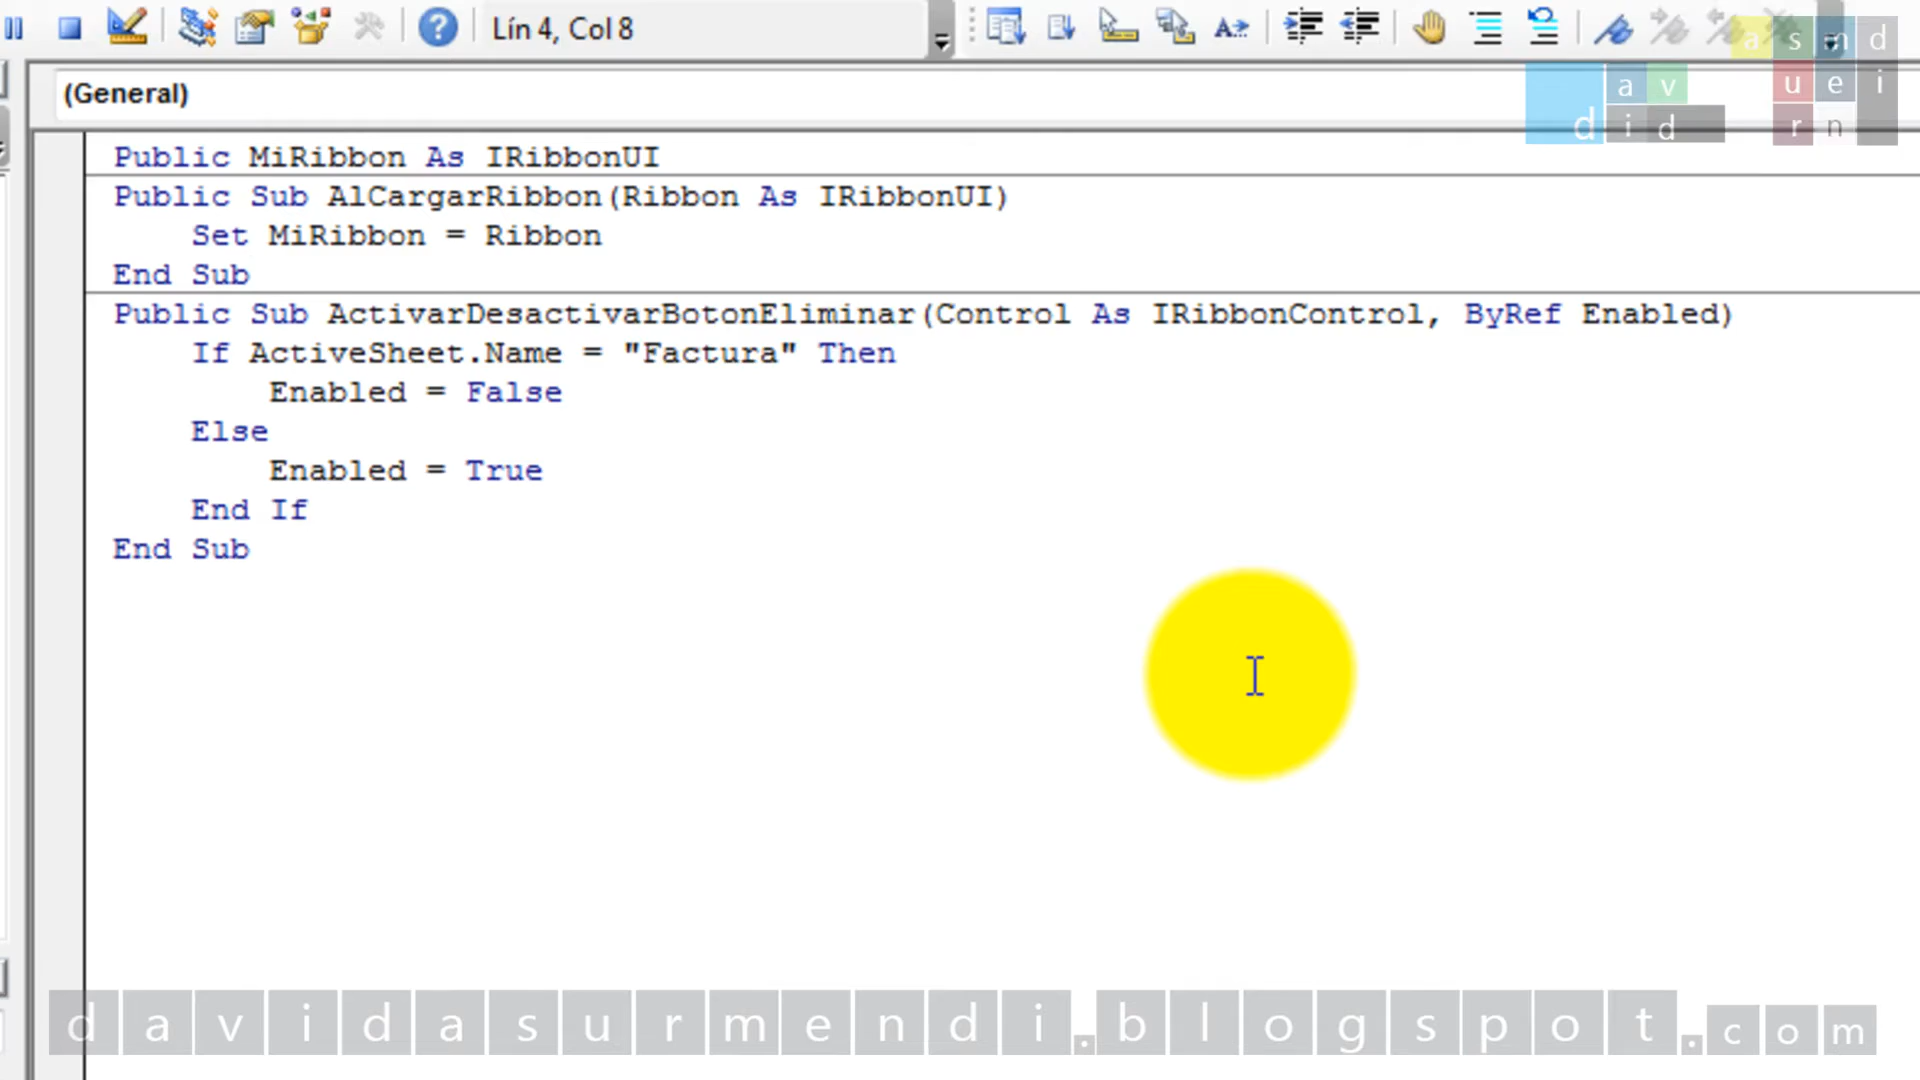 Lín 4, Col 8
(General)
Public MiRibbon As IRibbonUI
Public Sub AlCargarRibbon(Ribbon As IRibbonUI)
Set MiRibbon = Ribbon
End Sub
Public Sub ActivarDesactivarBotonEliminar(Control As IRibbonControl, ByRef Enabled)
If ActiveSheet.Name = "Factura" Then
Enabled = False
Else
Enabled = True
End If
End Sub
david
asurmendi
davidasurmendi.blogspot.com